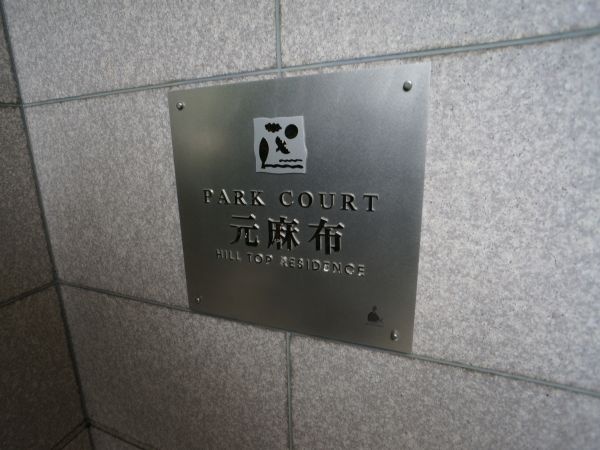 PARK COURT
元麻布
HILL TOP RESIDENCE